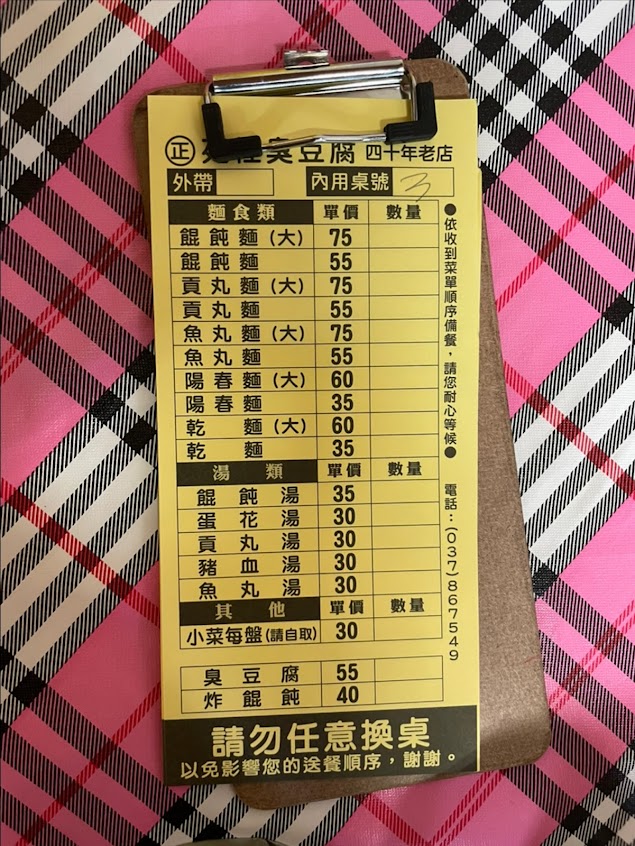 正 臭豆腐 四十年老店
外帶 內用桌號 3
麵食類 單價 數量
餛飩麵(大) 75
餛飩麵 55
貢丸麵(大) 75
貢丸麵 55
魚丸麵(大) 75
魚丸麵 55
陽春麵(大) 60
陽春麵 35
乾麵(大) 60
乾麵 35
湯類 單價 數量
餛飩湯 35
蛋花湯 30
貢丸湯 30
豬血湯 30
魚丸湯 30
其他 單價 數量
小菜每盤(請自取) 30
臭豆腐 55
炸餛飩 40
●依收到菜單順序備餐,請您耐心等候●
電話:(037)867549
請勿任意換桌
以免影響您的送餐順序,謝謝。